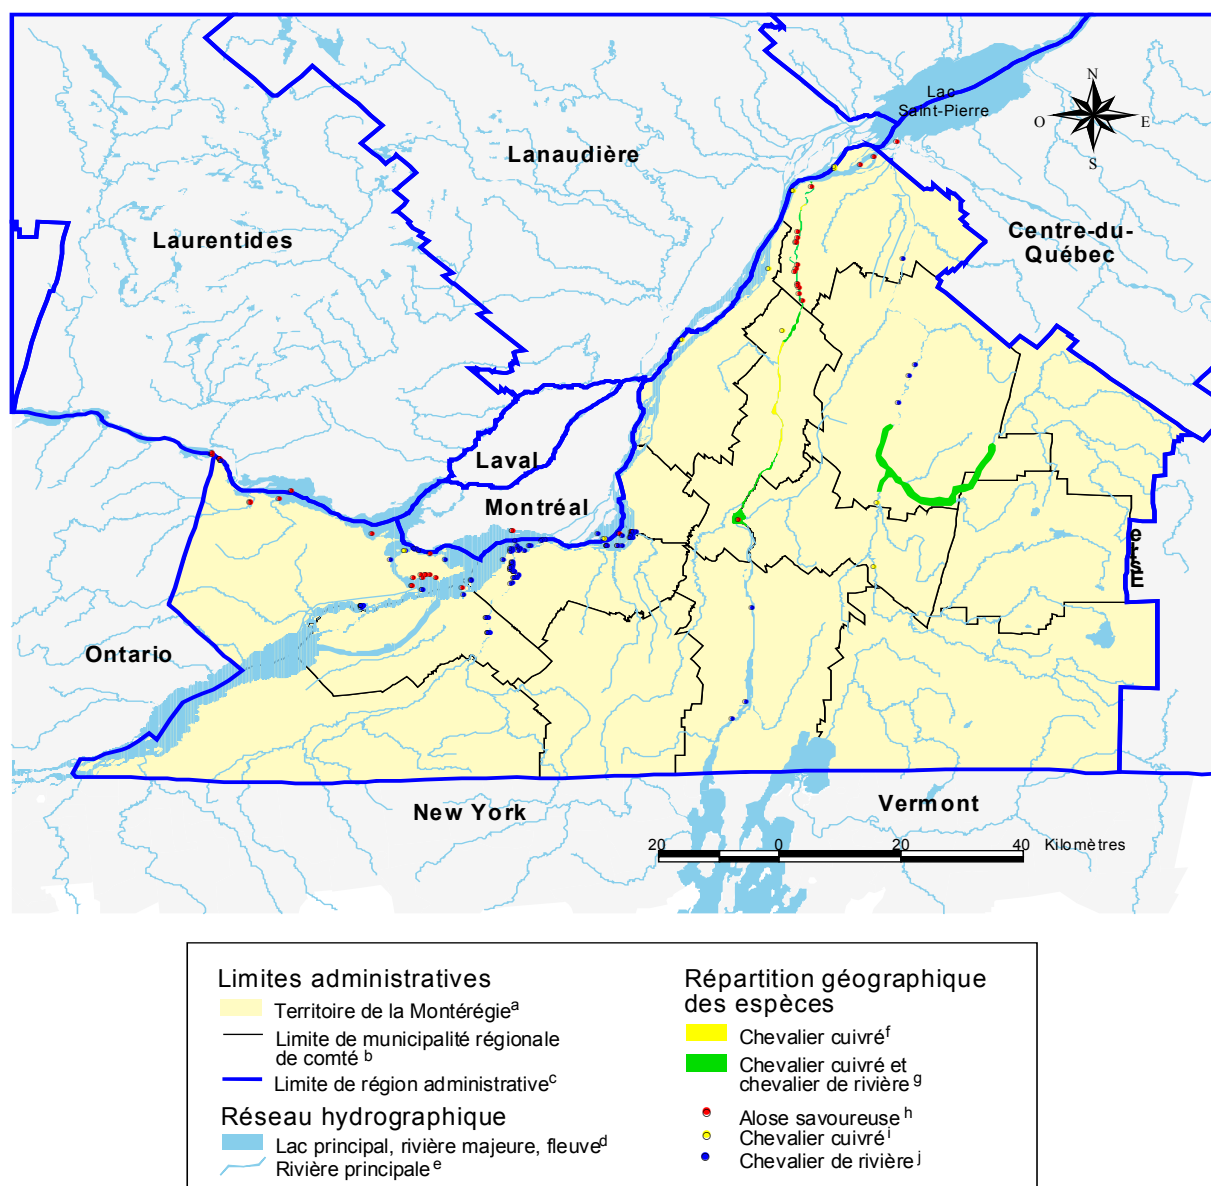 Lac
Saint-Pierre
N
O
E
S
Lanaudière
Laurentides
Centre-du-
Québec
Laval
Montréal
Estrie
Ontario
New York
Vermont
20
0
20
40
Kilomètres
Limites administratives
Territoire de la Montérégie a
Limite de municipalité régionale
de comté b
Limite de région administrative c
Réseau hydrographique
Lac principal, rivière majeure, fleuve d
Rivière principale e
Répartition géographique
des espèces
Chevalier cuivré f
Chevalier cuivré et
chevalier de rivière g
Alose savoureuse h
Chevalier cuivré i
Chevalier de rivière j